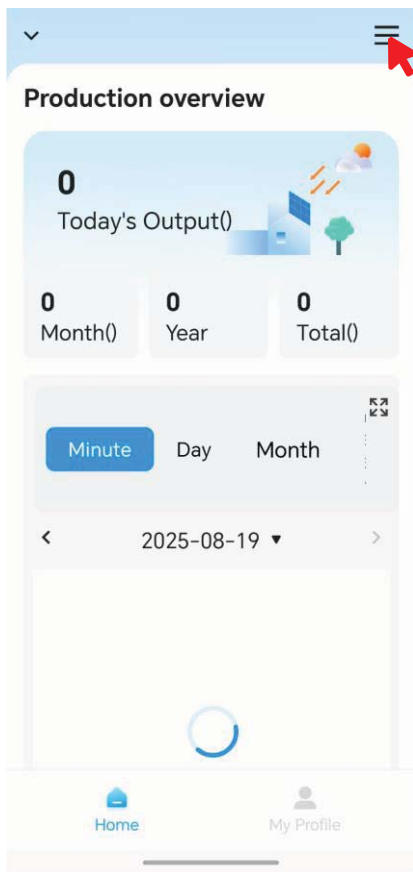 Production overview
0
Today's Output()
0 0 0
Month() Year Total()
Minute Day Month
2025-08-19
Home My Profile